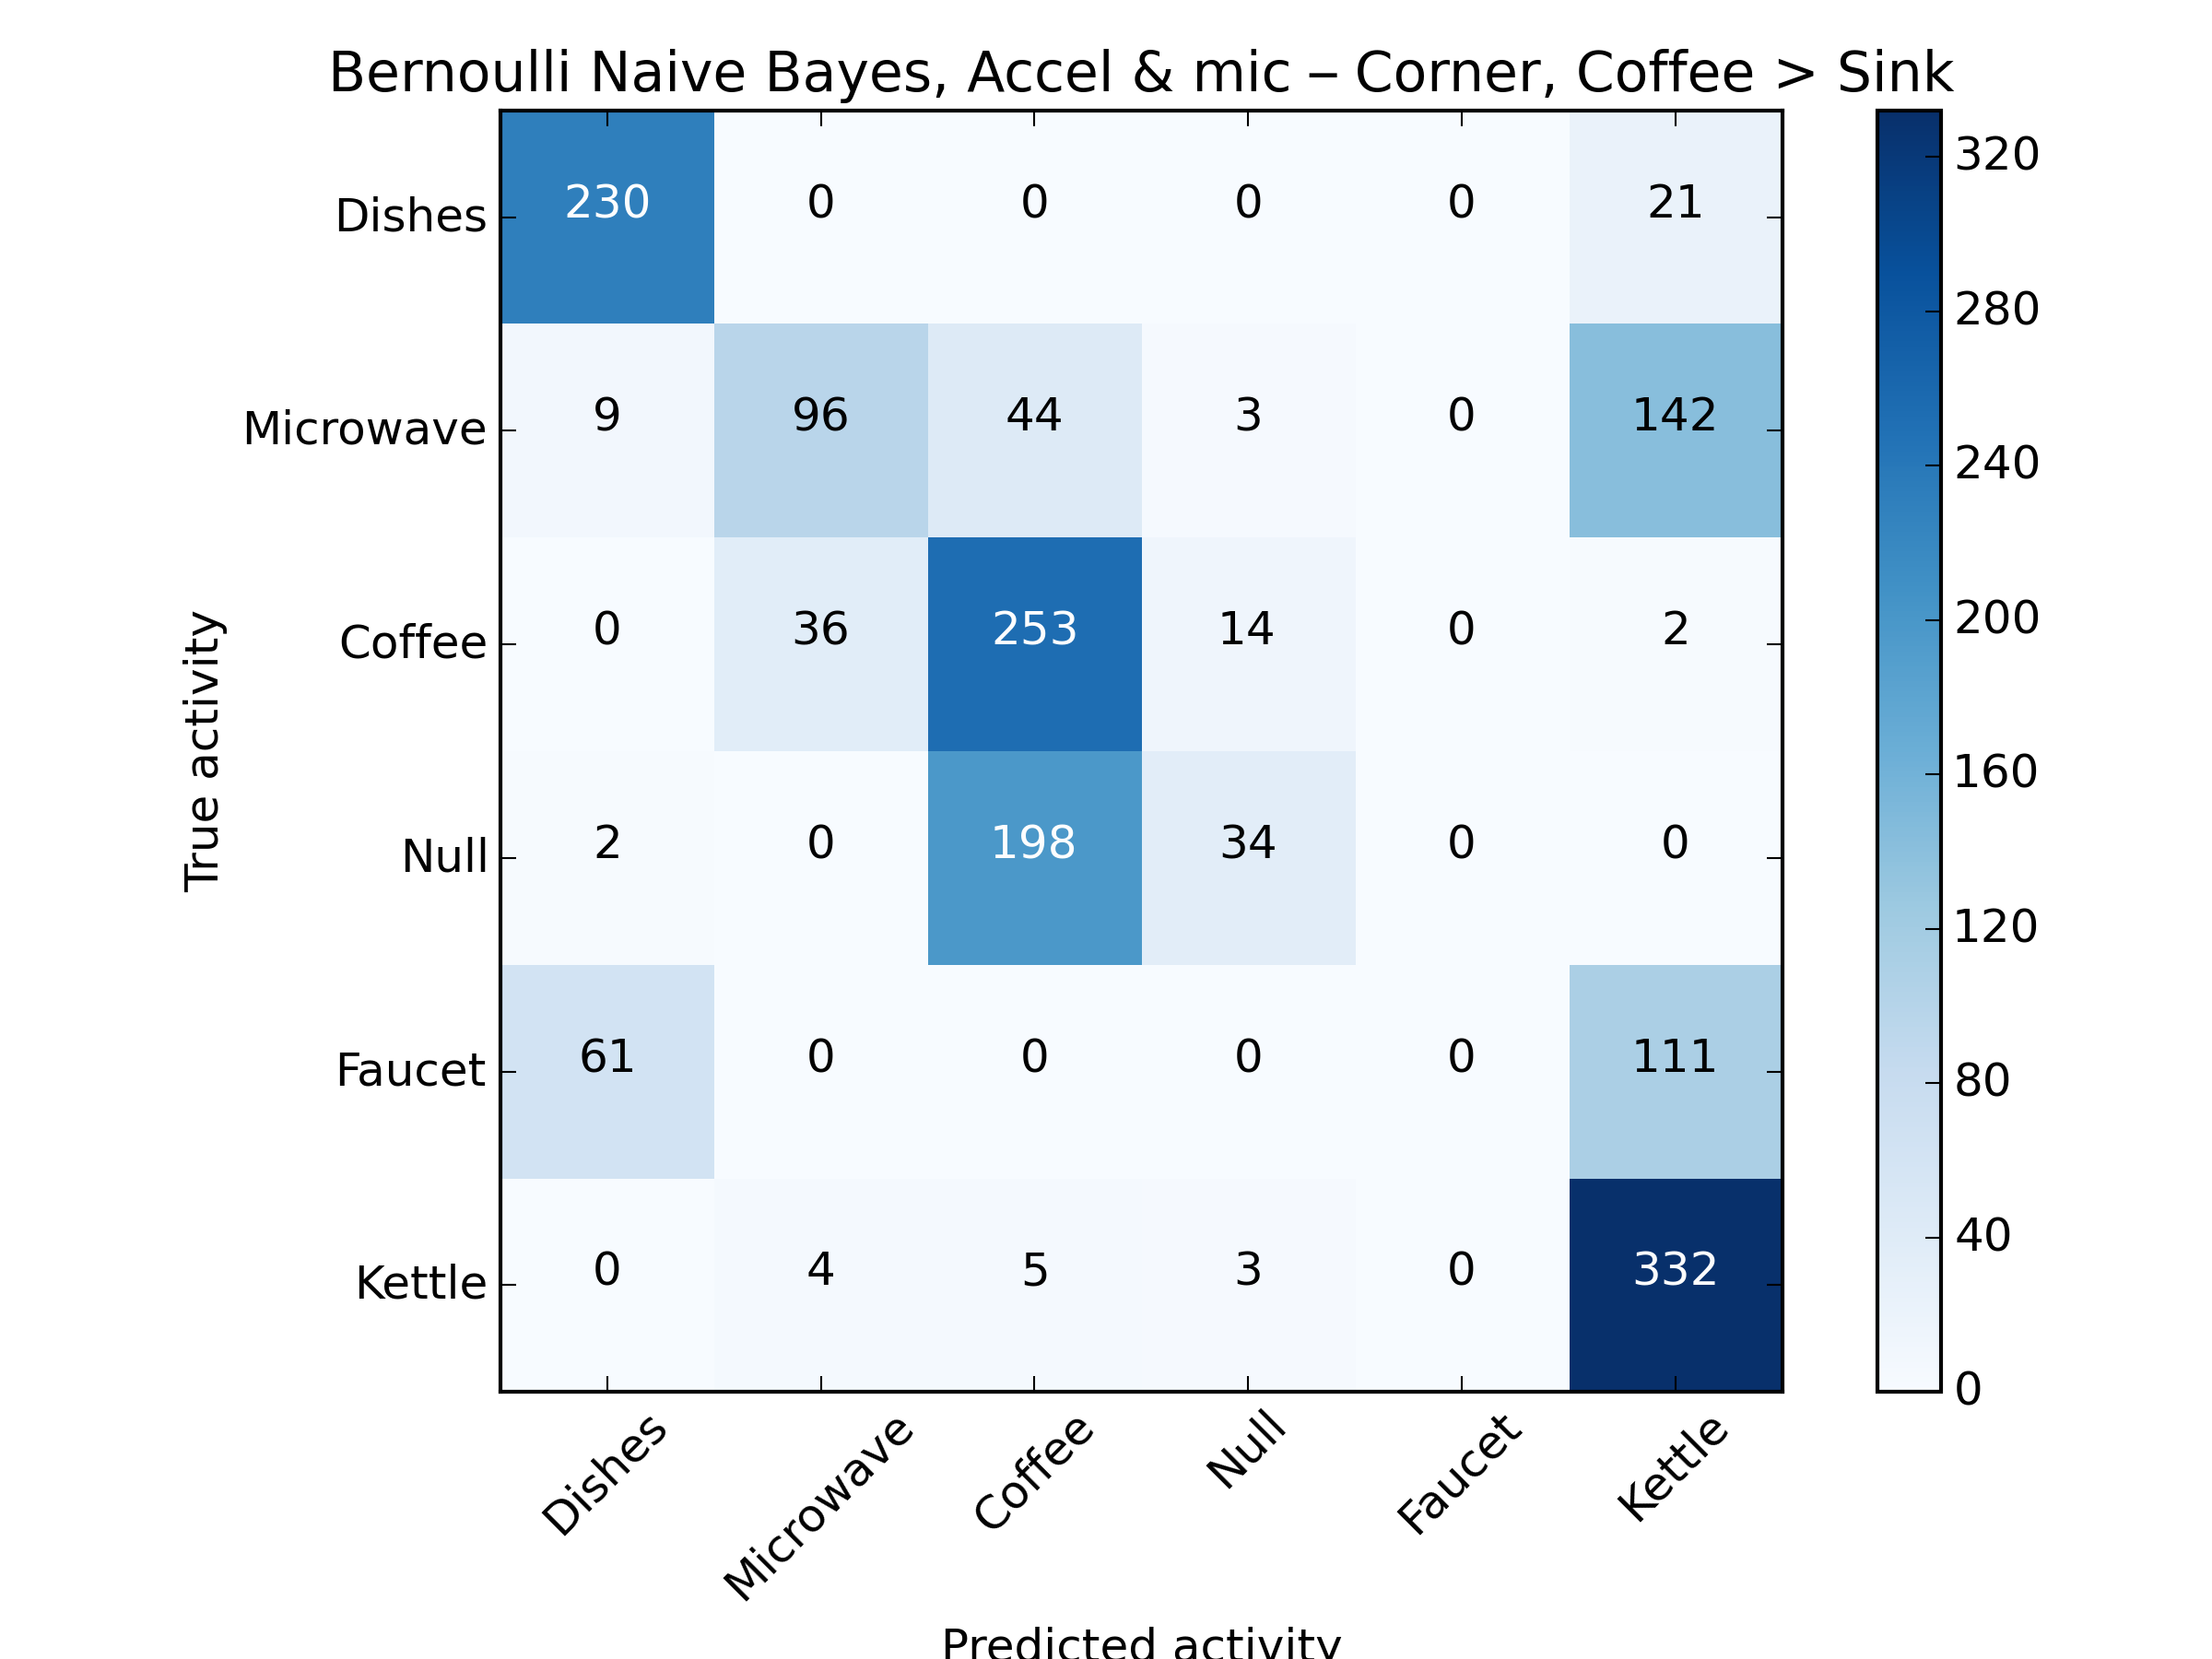 Bernoulli Naive Bayes, Accel & mic – Corner, Coffee > Sink
Dishes 230 0 0 0 0 21
Microwave 9 96 44 3 0 142
Coffee 0 36 253 14 0 2
Null 2 0 198 34 0 0
Faucet 61 0 0 0 0 111
Kettle 0 4 5 3 0 332
True activity
Dishes Microwave Coffee Null Faucet Kettle
Predicted activity
320
280
240
200
160
120
80
40
0